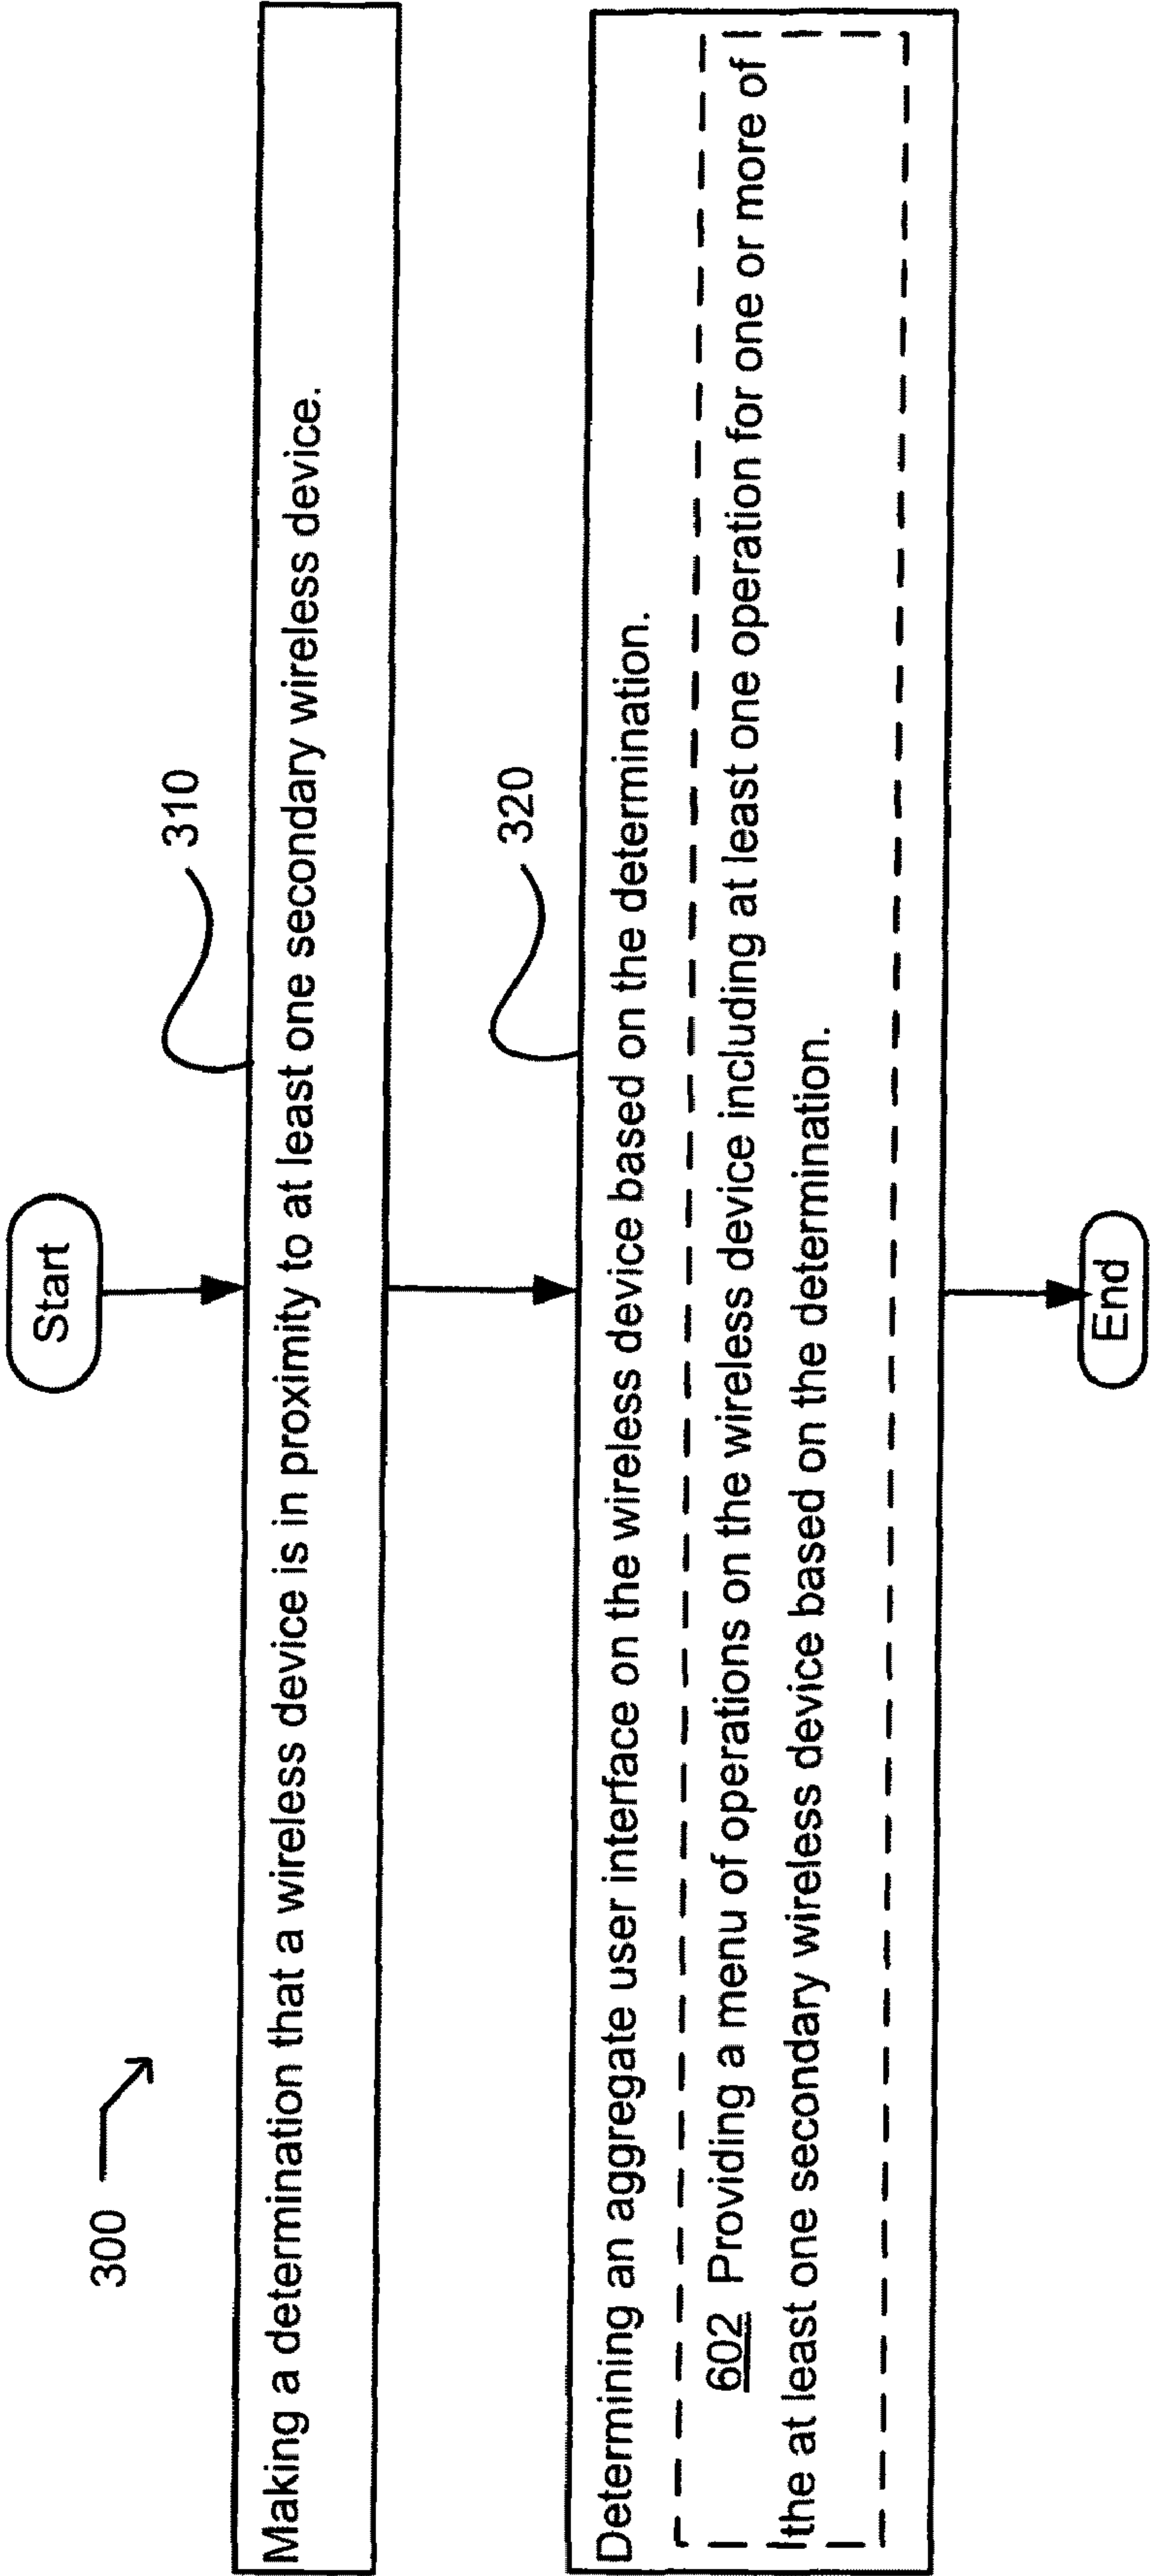 300
Start
310
Making a determination that a wireless device is in proximity to at least one secondary wireless device.
320
Determining an aggregate user interface on the wireless device based on the determination.
602 Providing a menu of operations on the wireless device including at least one operation for one or more of
the at least one secondary wireless device based on the determination.
End